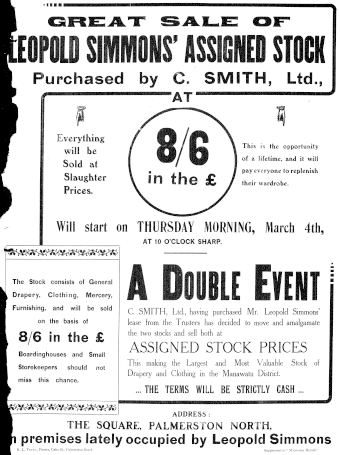 GREAT SALE OF
LEOPOLD SIMMONS' ASSIGNED STOCK
Purchased by C. SMITH, Ltd.,
AT
Everything
will be
Sold at
Slaughter
Prices.
8/6
in the £
This is the opportunity
of a lifetime, and it will
pay everyone to replenish
their wardrobe.
Will start on THURSDAY MORNING, March 4th,
AT 10 O'CLOCK SHARP.
The Stock consists of General
Drapery, Clothing, Mercery,
Furnishing, and will be sold
on the basis of
8/6 in the £
Boardinghouses and Small
Storekeepers should not
miss this chance.
A DOUBLE EVENT
C. SMITH, Ltd., having purchased Mr. Leopold Simmons'
lease from the Trustees has decided to move and amalgamate
the two stocks and sell both at
ASSIGNED STOCK PRICES
This making the Largest and Most Valuable Stock of
Drapery and Clothing in the Manawatu District.
... THE TERMS WILL BE STRICTLY CASH ...
ADDRESS:
THE SQUARE, PALMERSTON NORTH,
n premises lately occupied by Leopold Simmons